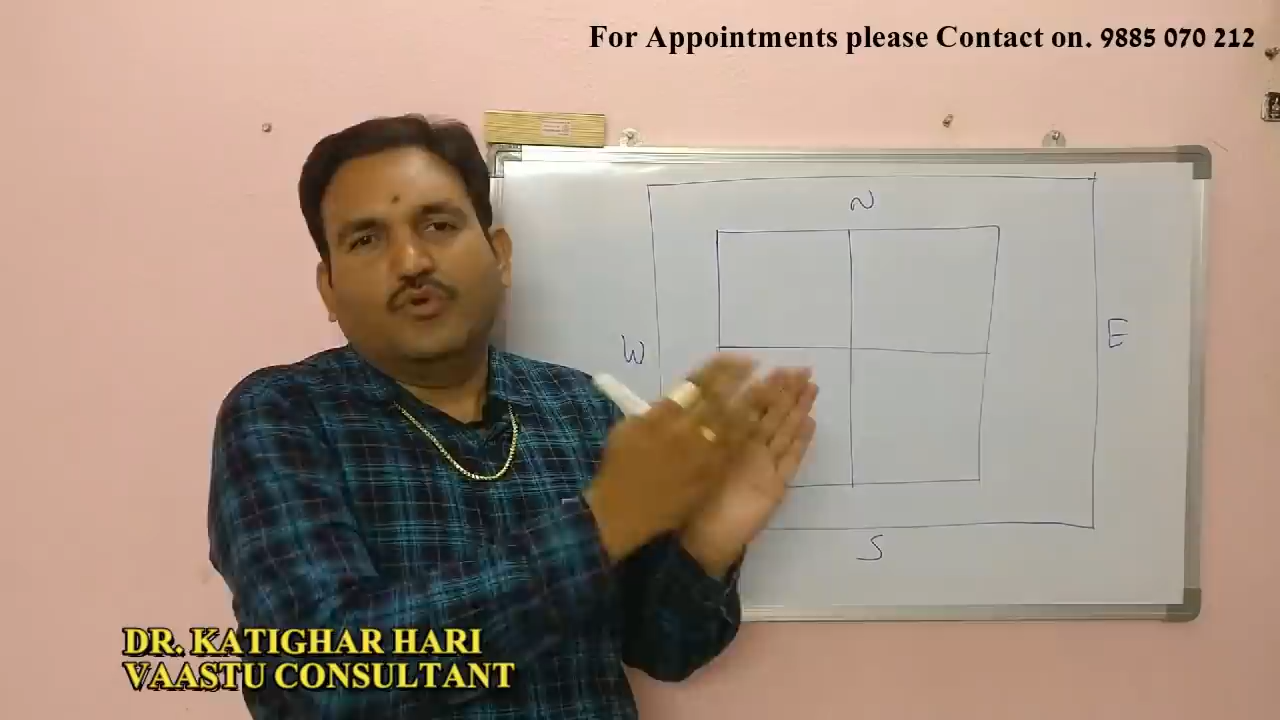 For Appointments please Contact on. 9885 070 212
N
W
E
S
DR. KATIGHAR HARI
VAASTU CONSULTANT